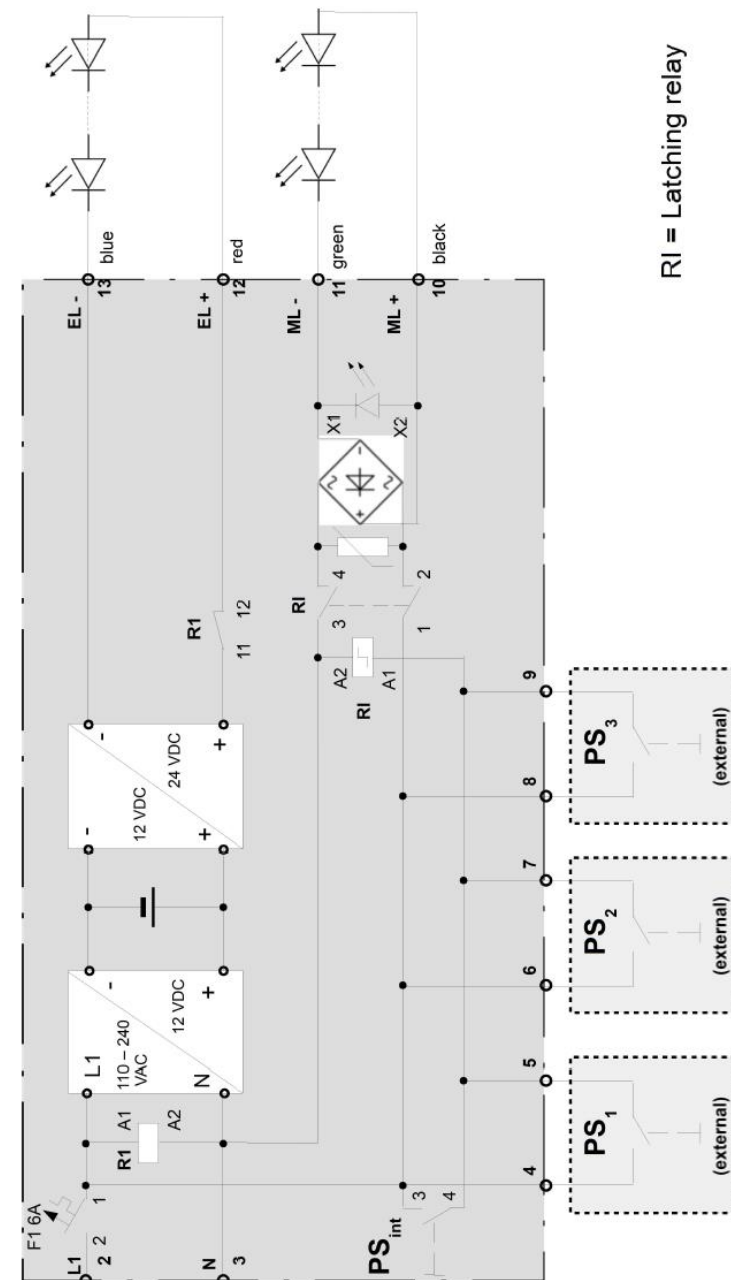 blue
red
green
black
EL -
13
EL +
12
ML -
11
ML +
10
RI = Latching relay
X1
X2
-
+
~
~
R1
11
12
RI
3
4
1
2
A2
A1
RI
-
12 VDC
+
-
24 VDC
+
L1
110 – 240
VAC
N
-
12 VDC
+
R1
A1
A2
F1 6A
1
2
L1
2
N
3
PSint
3
4
4
5
6
7
8
9
PS1
(external)
PS2
(external)
PS3
(external)